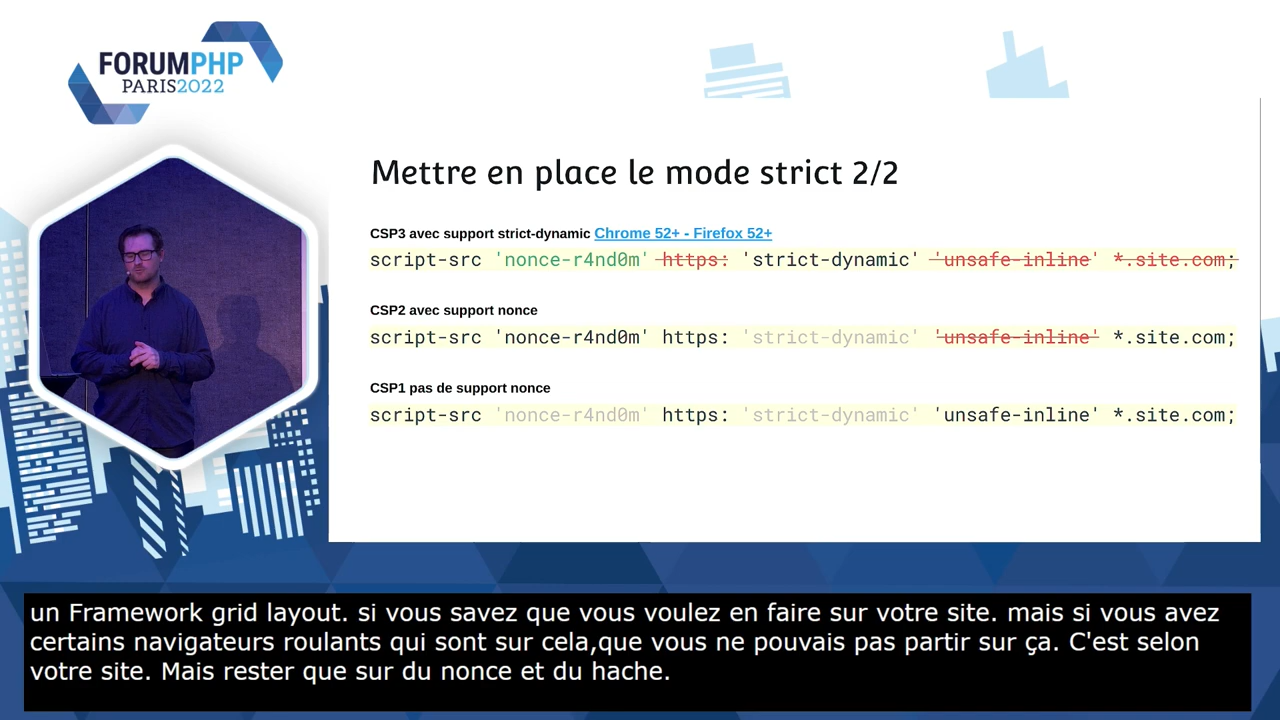 FORUMPHP
PARIS2022
Mettre en place le mode strict 2/2
CSP3 avec support strict-dynamic Chrome 52+ - Firefox 52+
script-src 'nonce-r4nd0m' https: 'strict-dynamic' 'unsafe-inline' *.site.com;
CSP2 avec support nonce
script-src 'nonce-r4nd0m' https: 'strict-dynamic' 'unsafe-inline' *.site.com;
CSP1 pas de support nonce
script-src 'nonce-r4nd0m' https: 'strict-dynamic' 'unsafe-inline' *.site.com;
un Framework grid layout. si vous savez que vous voulez en faire sur votre site. mais si vous avez
certains navigateurs roulants qui sont sur cela,que vous ne pouvais pas partir sur ça. C'est selon
votre site. Mais rester que sur du nonce et du hache.